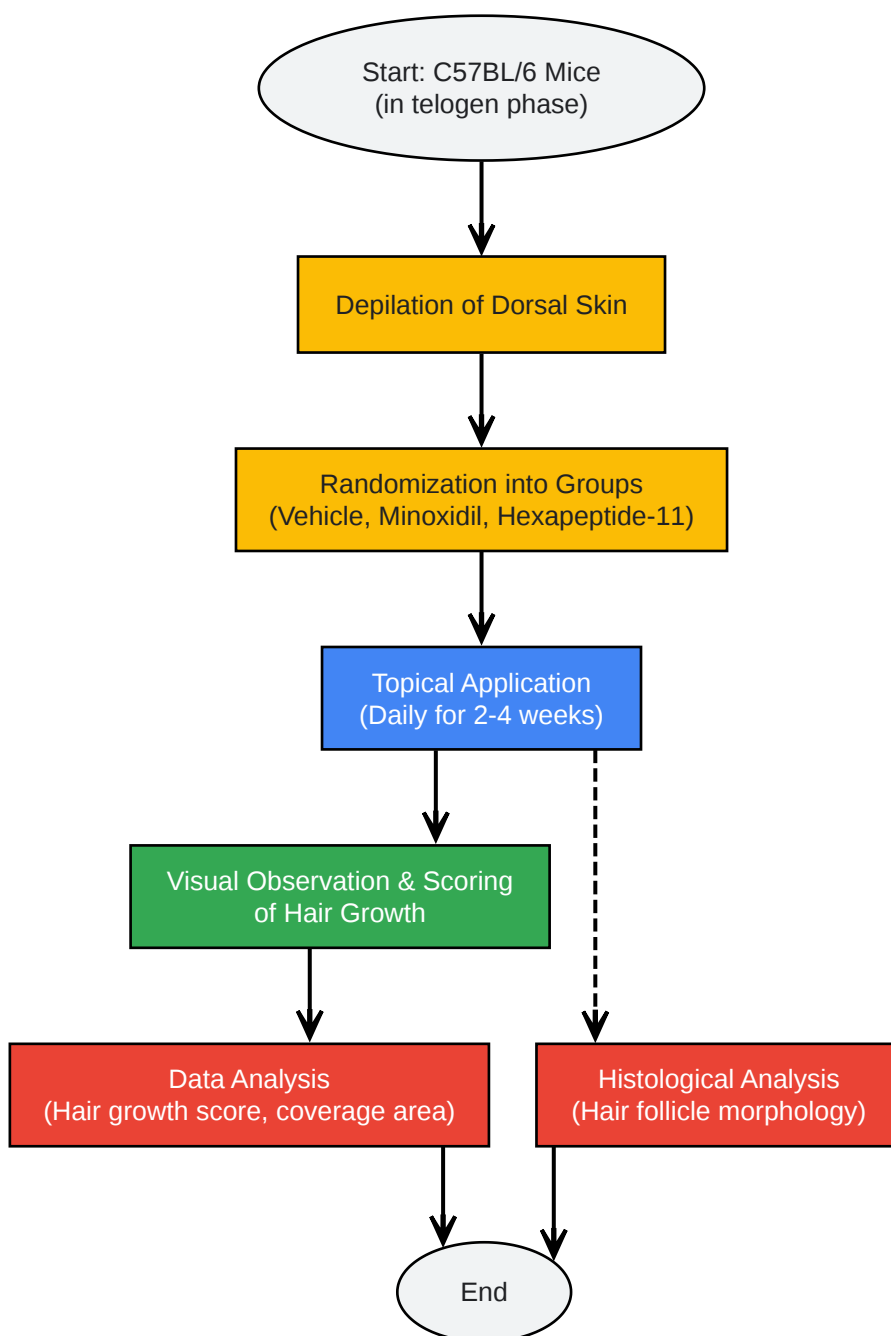 Start: C57BL/6 Mice
(in telogen phase)
Depilation of Dorsal Skin
Randomization into Groups
(Vehicle, Minoxidil, Hexapeptide-11)
Topical Application
(Daily for 2-4 weeks)
Visual Observation & Scoring
of Hair Growth
Data Analysis
(Hair growth score, coverage area)
Histological Analysis
(Hair follicle morphology)
End